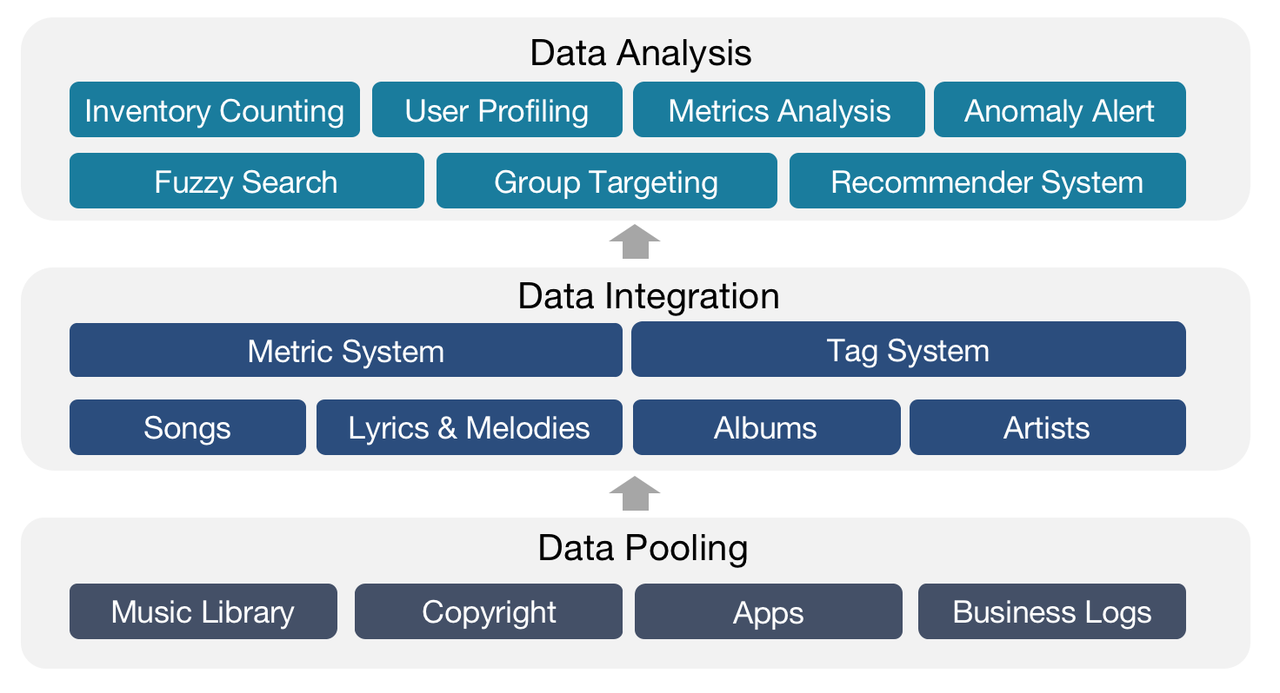 Data Analysis
Inventory Counting
User Profiling
Metrics Analysis
Anomaly Alert
Fuzzy Search
Group Targeting
Recommender System
Data Integration
Metric System
Tag System
Songs
Lyrics & Melodies
Albums
Artists
Data Pooling
Music Library
Copyright
Apps
Business Logs